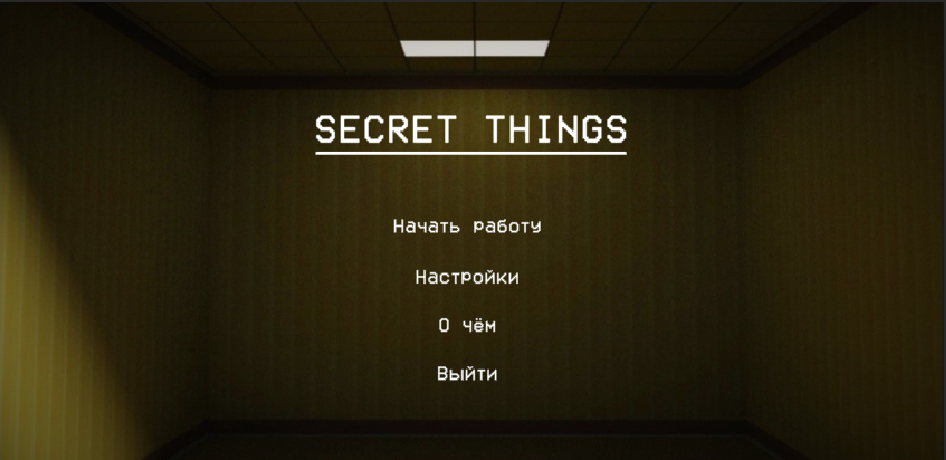 SECRET THINGS
Начать работу
Настройки
О чём
Выйти